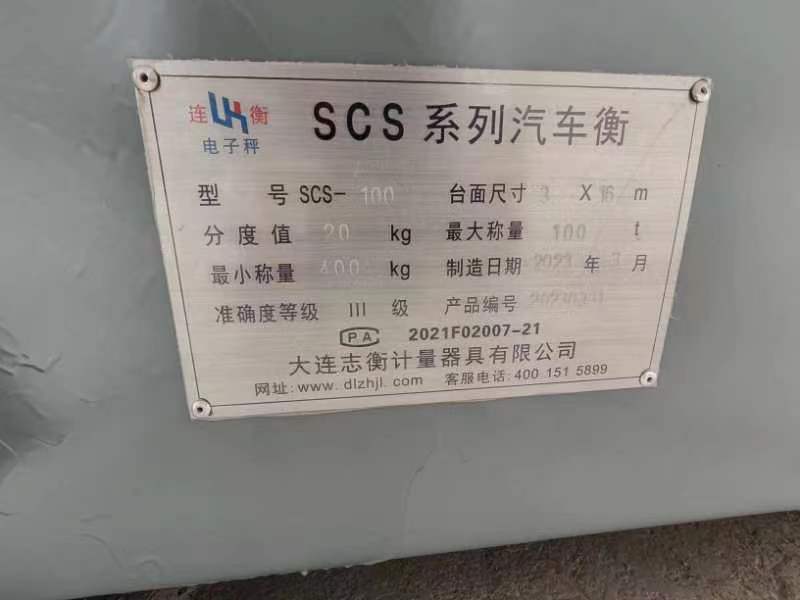 连 衡
电子秤
SCS 系列汽车衡
型 号 SCS- 100 台面尺寸 3 X 16 m
分度值 20 kg 最大称量 100 t
最小称量 400 kg 制造日期 2023 年 3 月
准确度等级 III 级 产品编号
PA 2021F02007-21
大连志衡计量器具有限公司
网址:www.dlzhjl.com 客服电话:400 151 5899